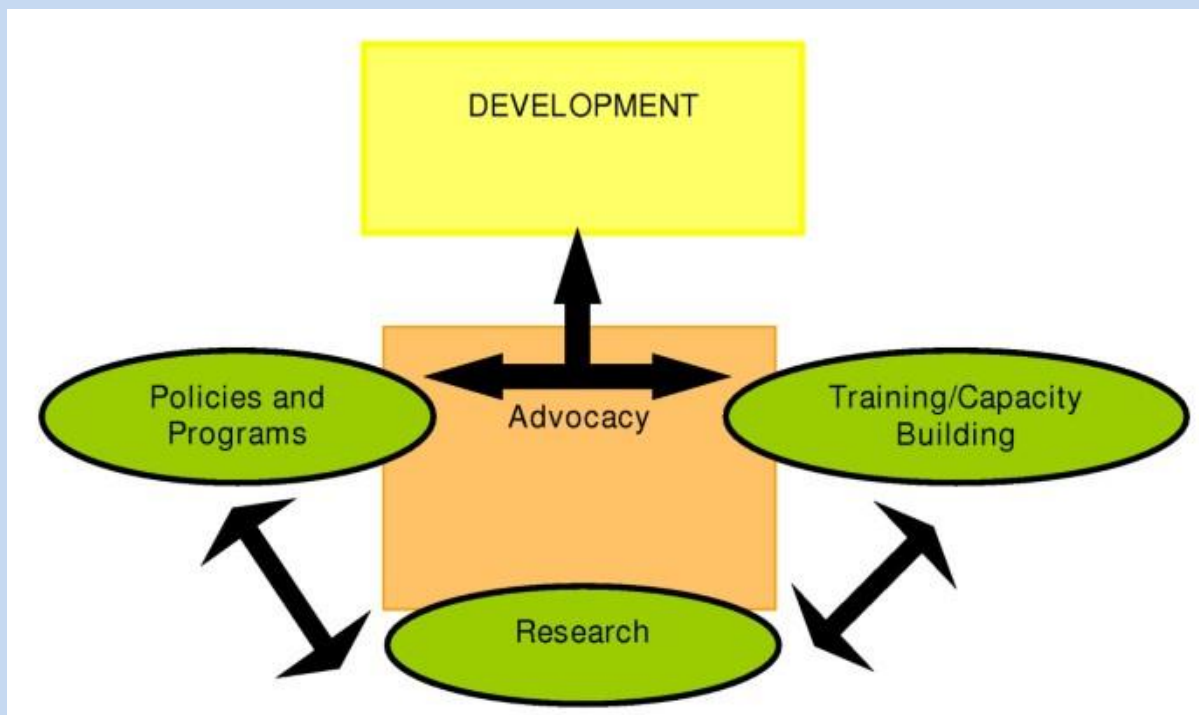 DEVELOPMENT
Policies and
Programs
Advocacy
Training/Capacity
Building
Research